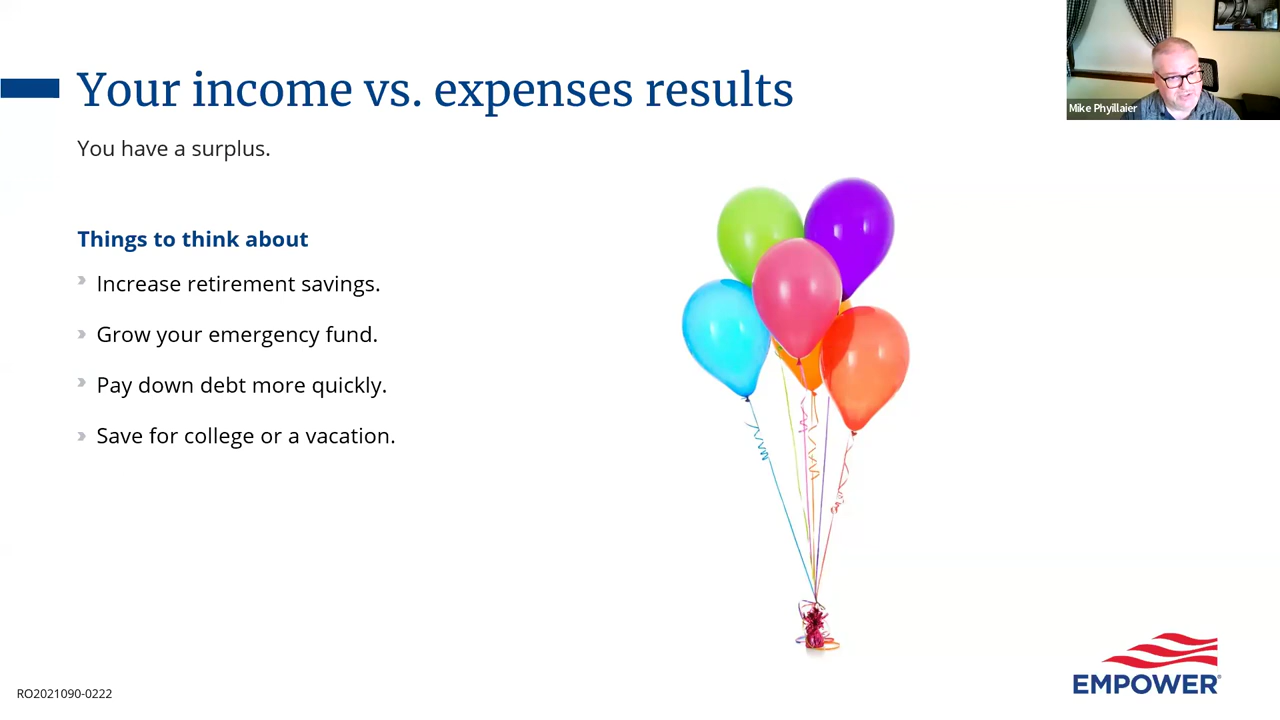 Your income vs. expenses results
Mike Phyillaier
You have a surplus.
Things to think about
Increase retirement savings.
Grow your emergency fund.
Pay down debt more quickly.
Save for college or a vacation.
RO2021090-0222
EMPOWER®